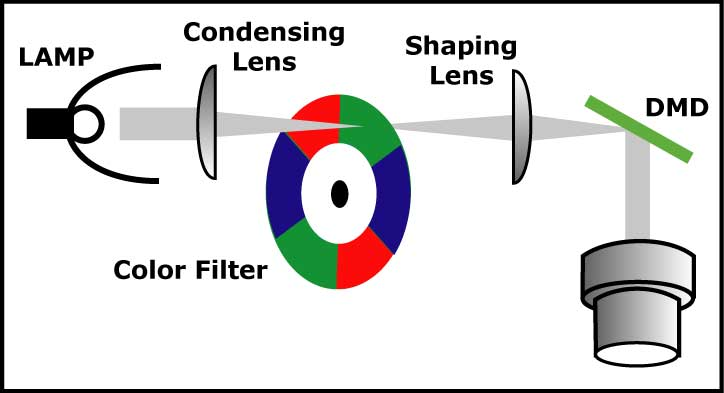 LAMP
Condensing
Lens
Shaping
Lens
DMD
Color Filter